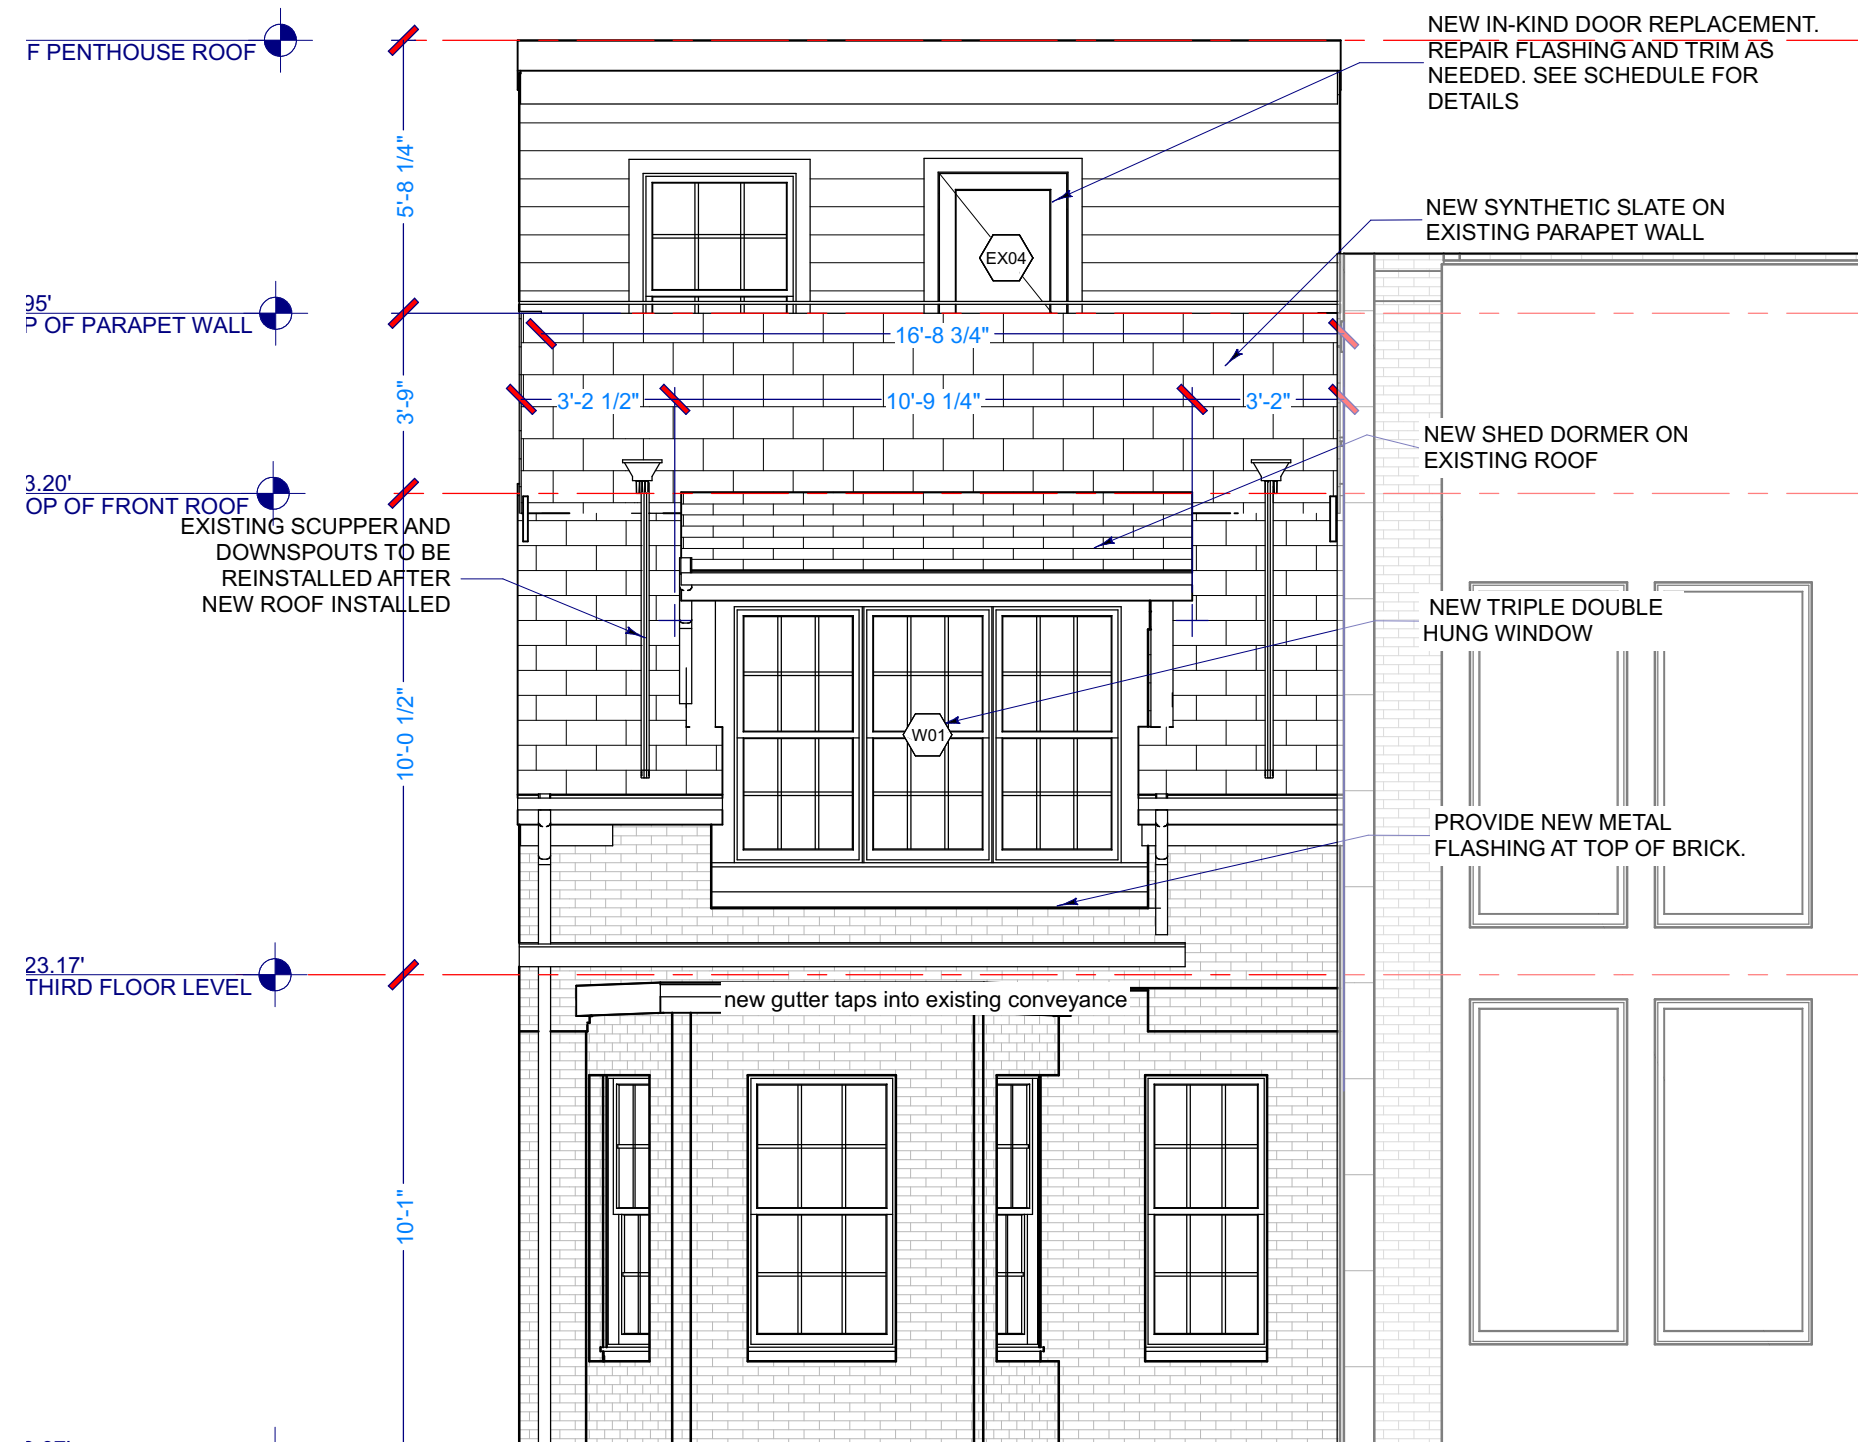 F PENTHOUSE ROOF
NEW IN-KIND DOOR REPLACEMENT.
REPAIR FLASHING AND TRIM AS
NEEDED. SEE SCHEDULE FOR
DETAILS
5'-8 1/4"
EX04
NEW SYNTHETIC SLATE ON
EXISTING PARAPET WALL
95'
P OF PARAPET WALL
16'-8 3/4"
3'-9"
3'-2 1/2"
10'-9 1/4"
3'-2"
NEW SHED DORMER ON
EXISTING ROOF
3.20'
OP OF FRONT ROOF
EXISTING SCUPPER AND
DOWNSPOUTS TO BE
REINSTALLED AFTER
NEW ROOF INSTALLED
NEW TRIPLE DOUBLE
HUNG WINDOW
10'-0 1/2"
W01
PROVIDE NEW METAL
FLASHING AT TOP OF BRICK.
23.17'
THIRD FLOOR LEVEL
new gutter taps into existing conveyance
10'-1"